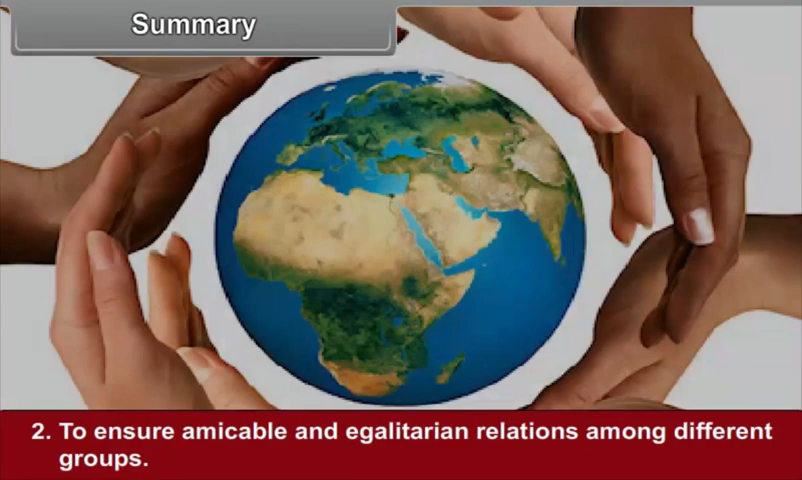 Summary
2. To ensure amicable and egalitarian relations among different
groups.